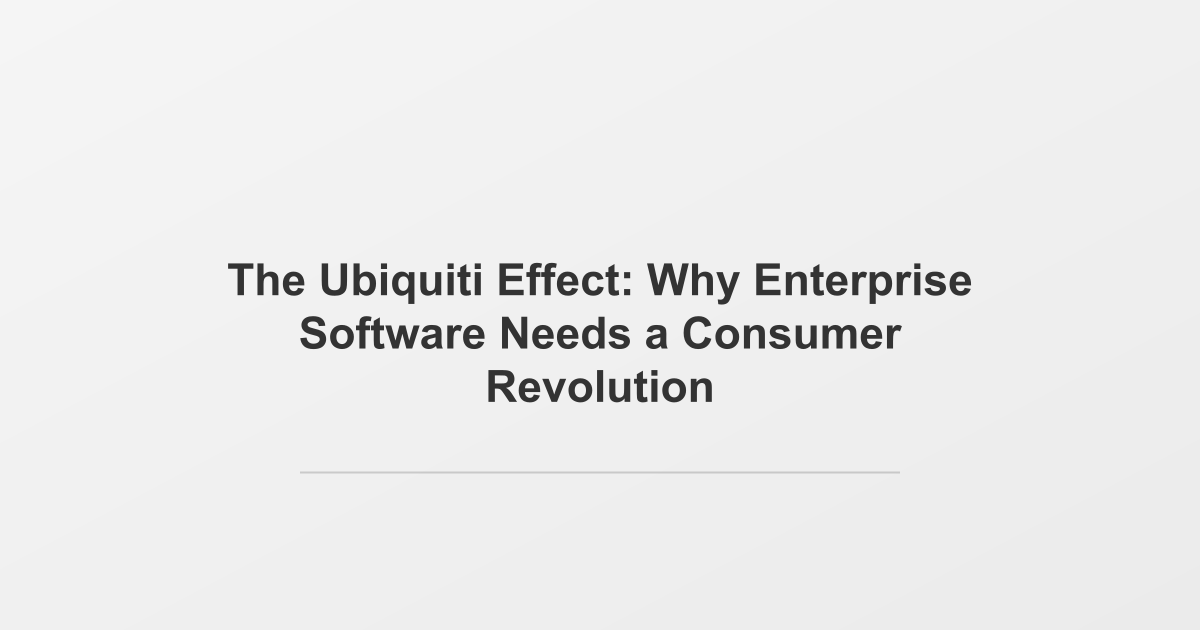 The Ubiquiti Effect: Why Enterprise
Software Needs a Consumer
Revolution